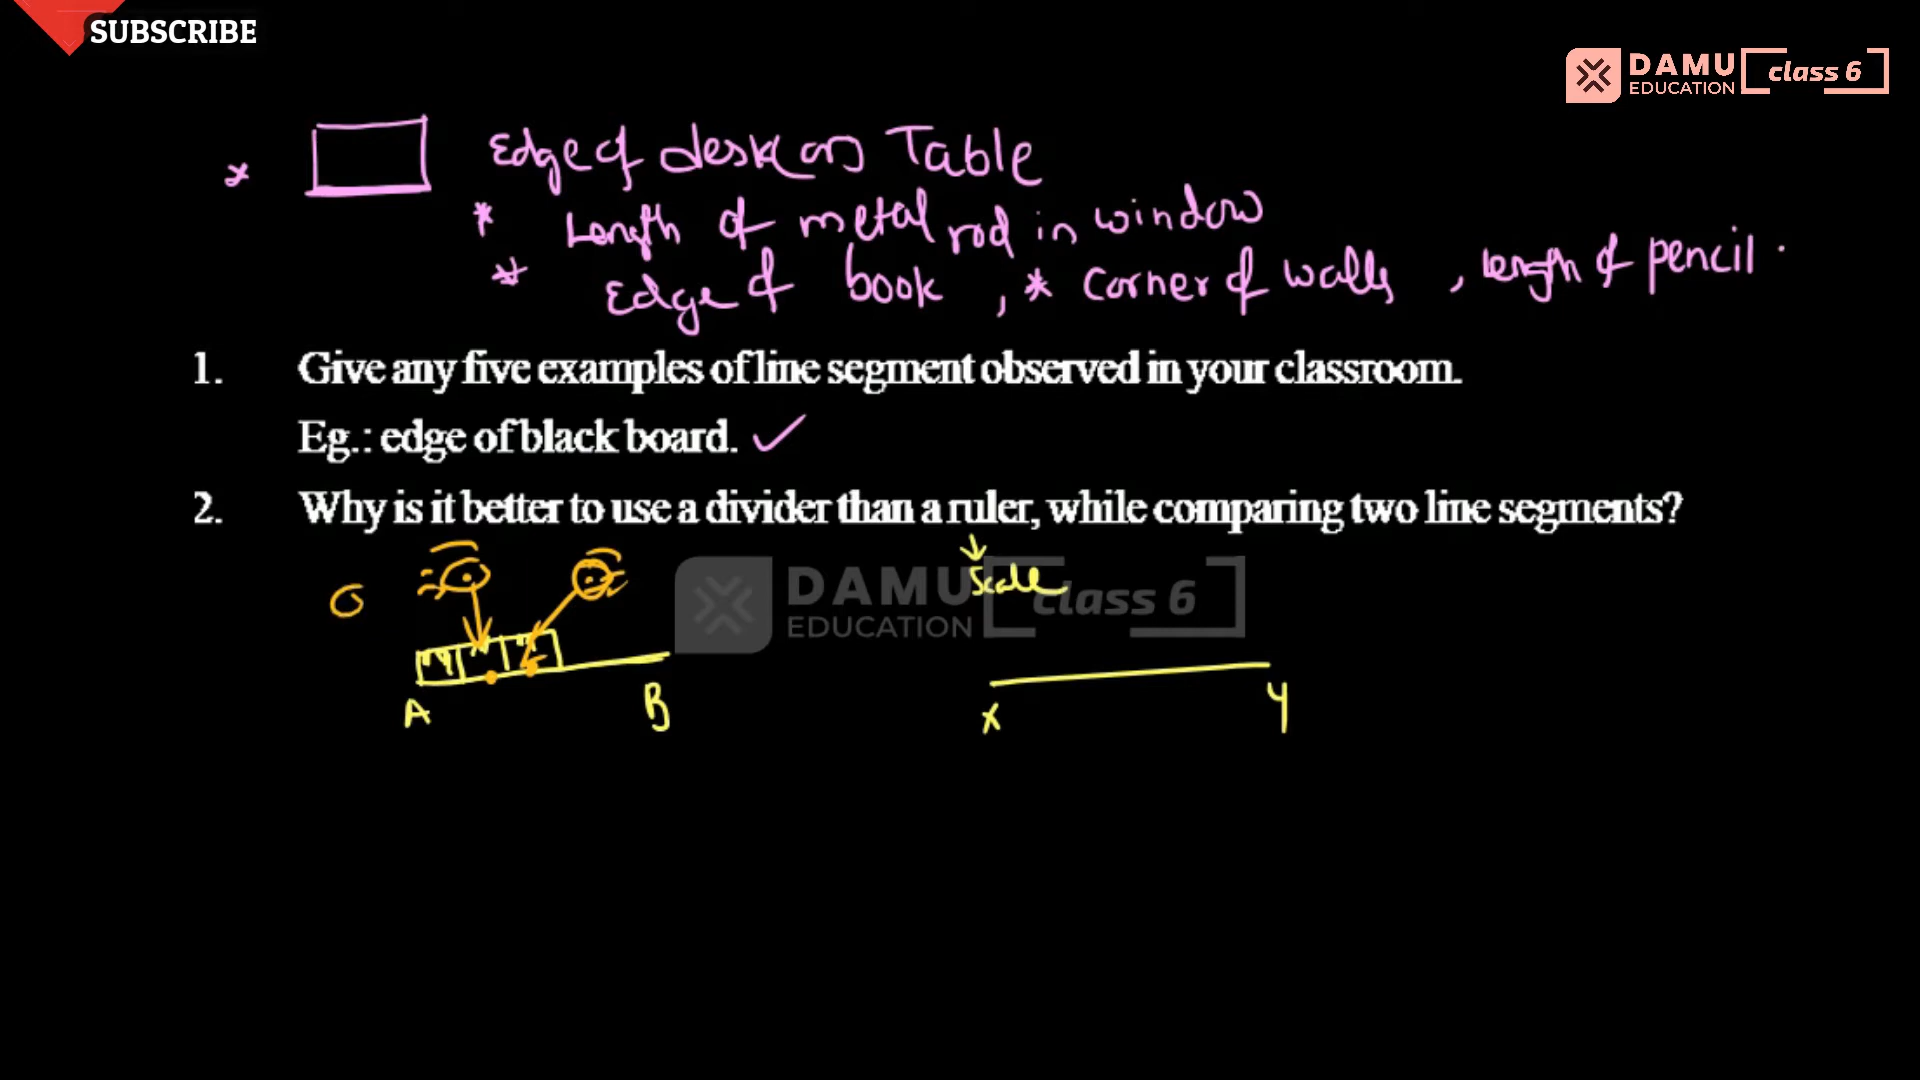 SUBSCRIBE
DAMU EDUCATION class 6
* Edge of desk or Table
* Length of metal rod in window
* Edge of book, * Corner of walls, length of pencil.
1. Give any five examples of line segment observed in your classroom.
Eg.: edge of black board. ✓
2. Why is it better to use a divider than a ruler, while comparing two line segments?
Scale
DAMU EDUCATION class 6
A B x y